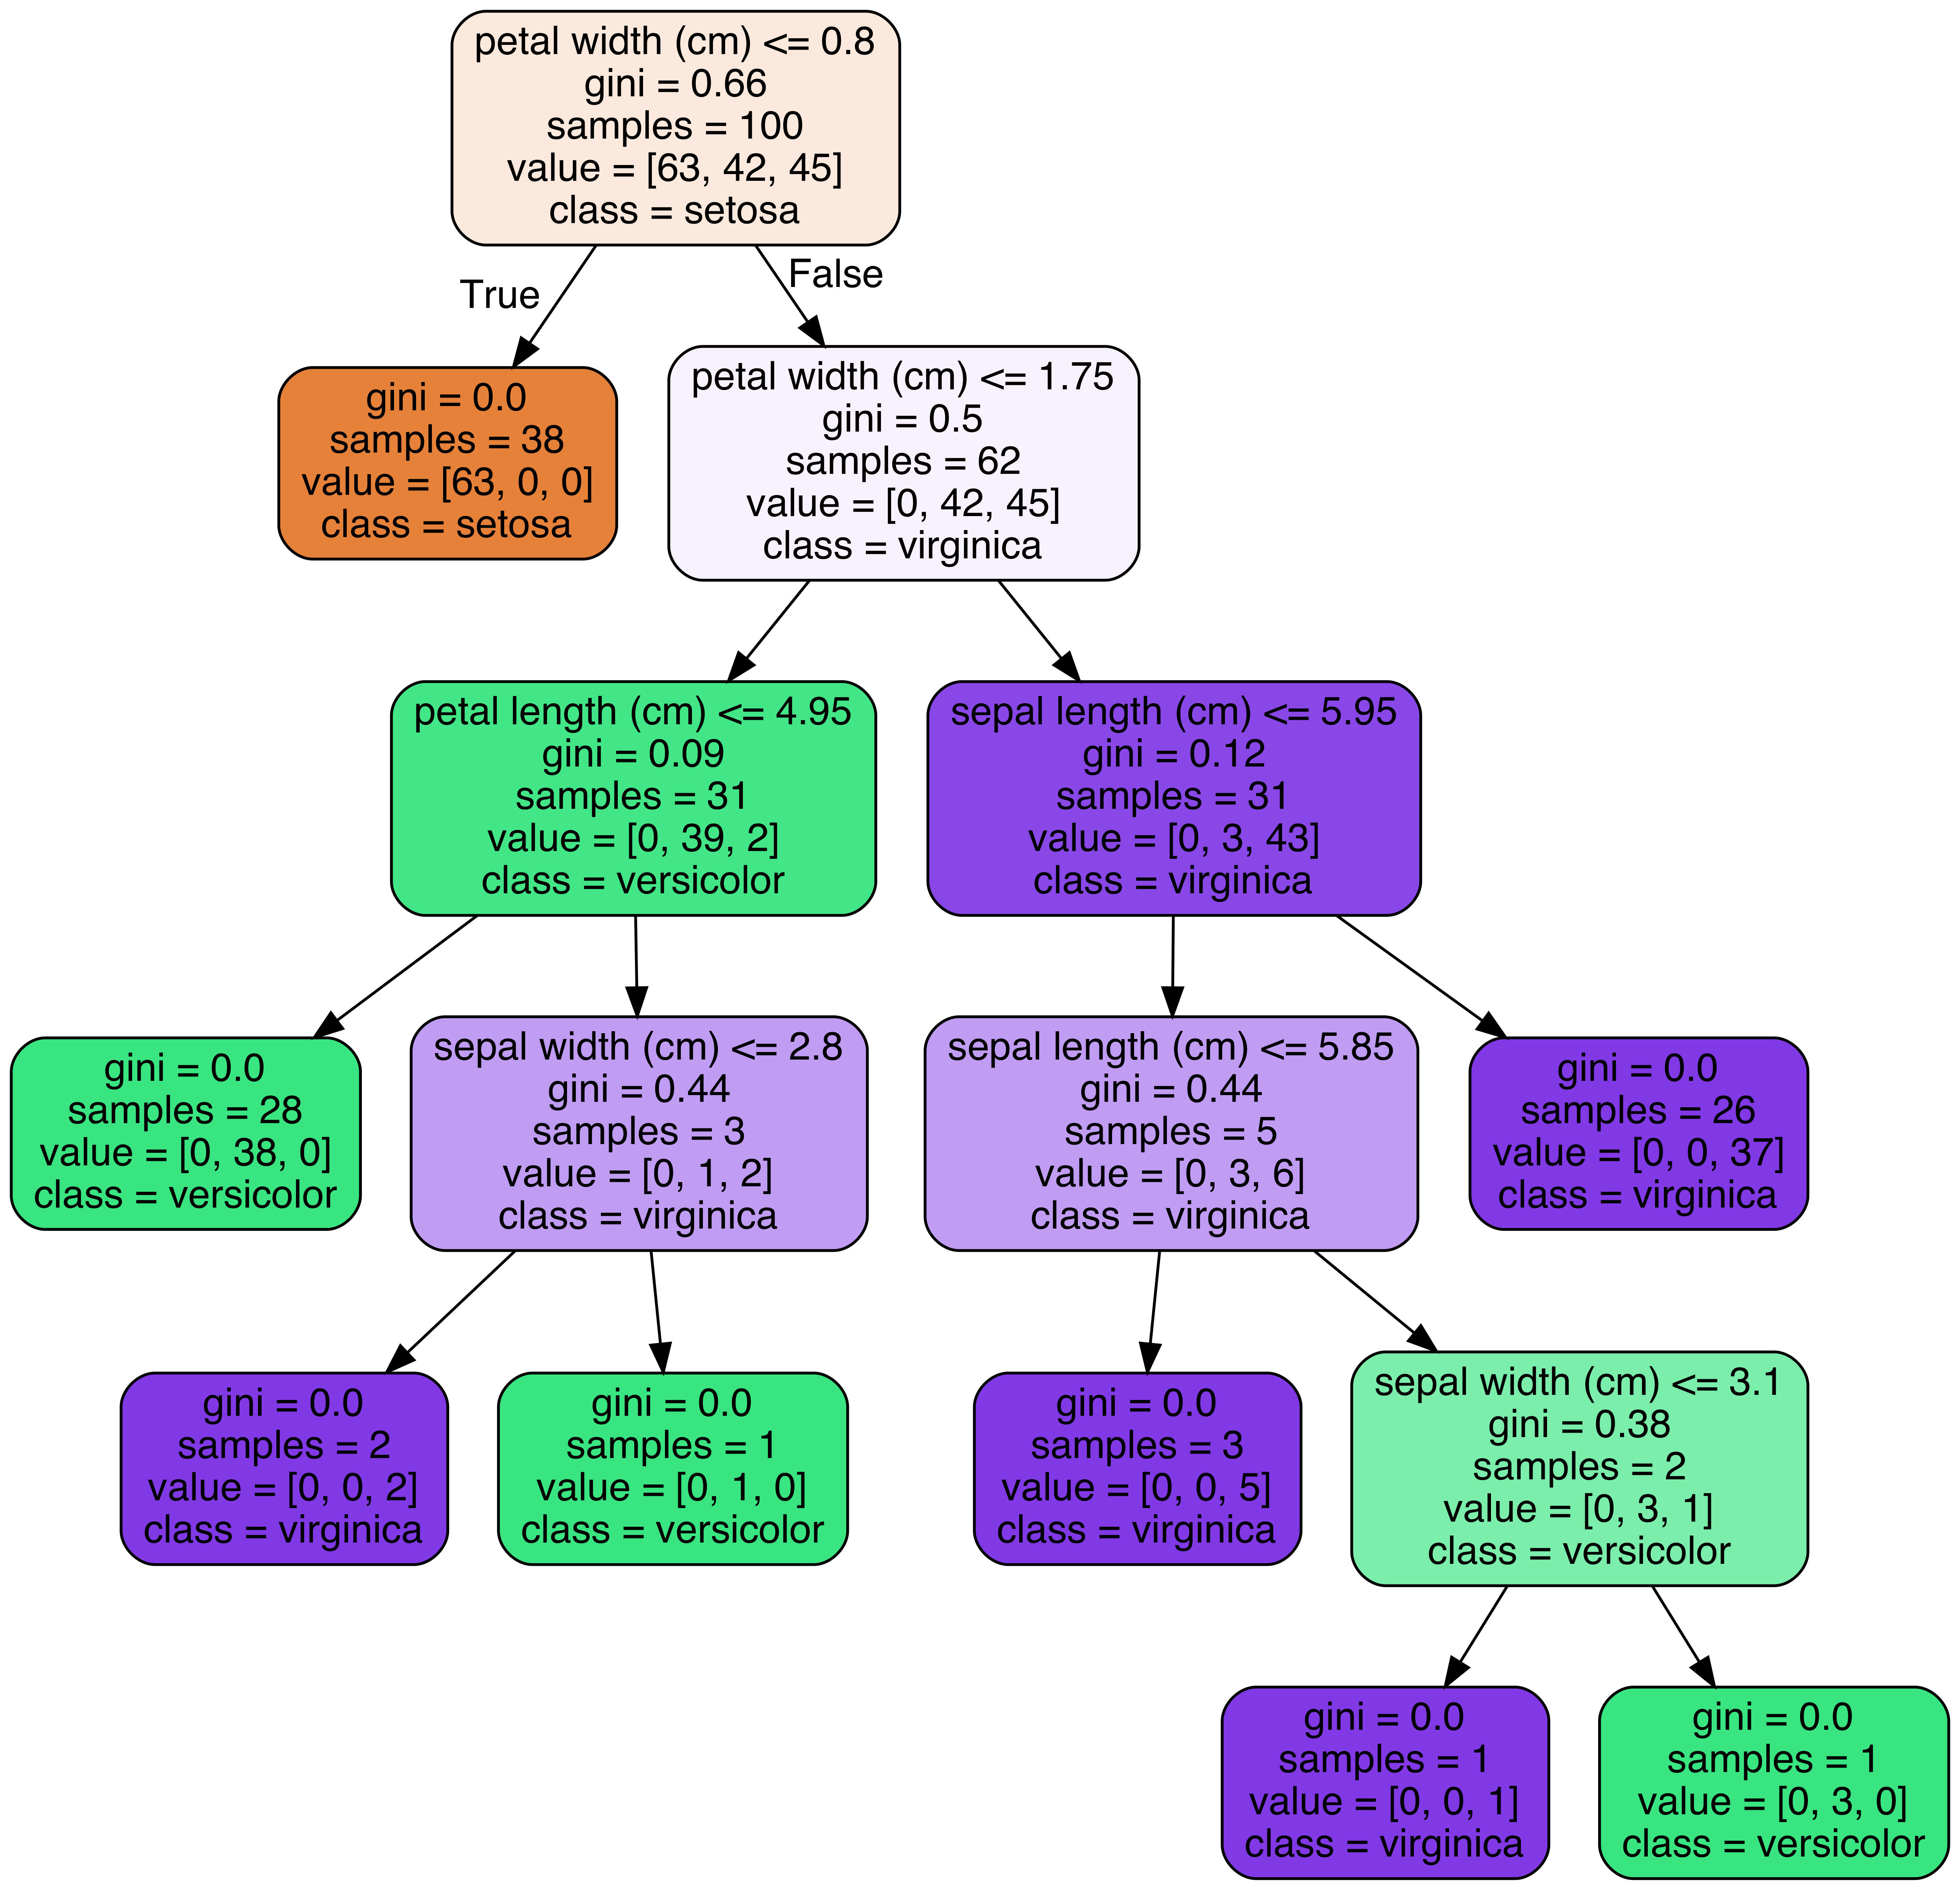 petal width (cm) <= 0.8
gini = 0.66
samples = 100
value = [63, 42, 45]
class = setosa
True
False
gini = 0.0
samples = 38
value = [63, 0, 0]
class = setosa
petal width (cm) <= 1.75
gini = 0.5
samples = 62
value = [0, 42, 45]
class = virginica
petal length (cm) <= 4.95
gini = 0.09
samples = 31
value = [0, 39, 2]
class = versicolor
sepal length (cm) <= 5.95
gini = 0.12
samples = 31
value = [0, 3, 43]
class = virginica
gini = 0.0
samples = 28
value = [0, 38, 0]
class = versicolor
sepal width (cm) <= 2.8
gini = 0.44
samples = 3
value = [0, 1, 2]
class = virginica
sepal length (cm) <= 5.85
gini = 0.44
samples = 5
value = [0, 3, 6]
class = virginica
gini = 0.0
samples = 26
value = [0, 0, 37]
class = virginica
gini = 0.0
samples = 2
value = [0, 0, 2]
class = virginica
gini = 0.0
samples = 1
value = [0, 1, 0]
class = versicolor
gini = 0.0
samples = 3
value = [0, 0, 5]
class = virginica
sepal width (cm) <= 3.1
gini = 0.38
samples = 2
value = [0, 3, 1]
class = versicolor
gini = 0.0
samples = 1
value = [0, 0, 1]
class = virginica
gini = 0.0
samples = 1
value = [0, 3, 0]
class = versicolor